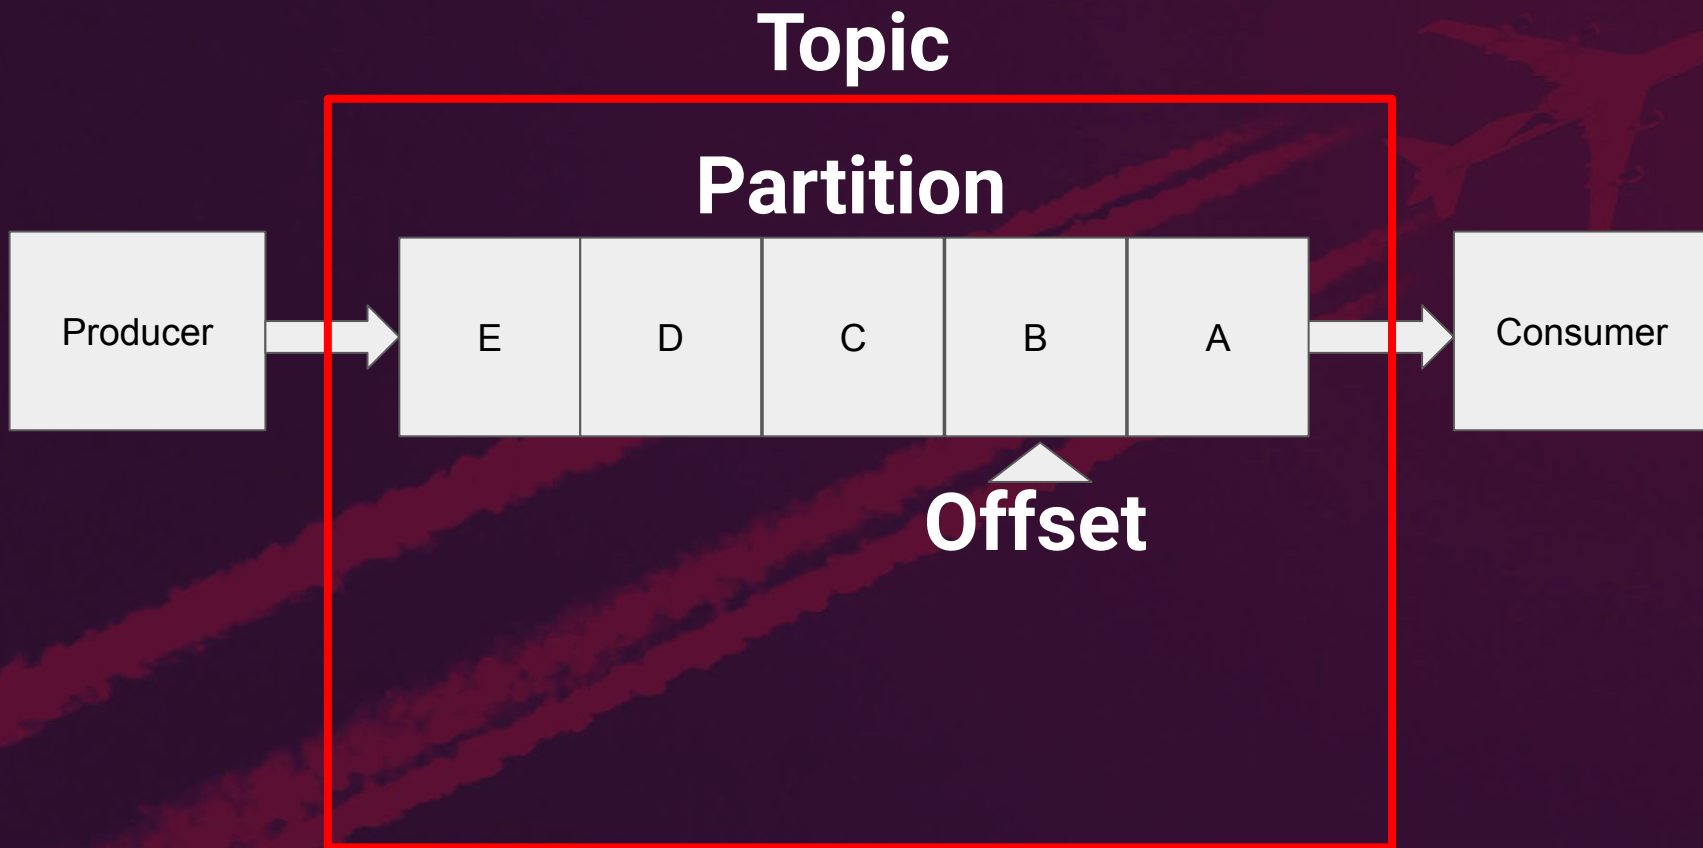 Topic
Partition
Producer
E
D
C
B
A
Consumer
Offset